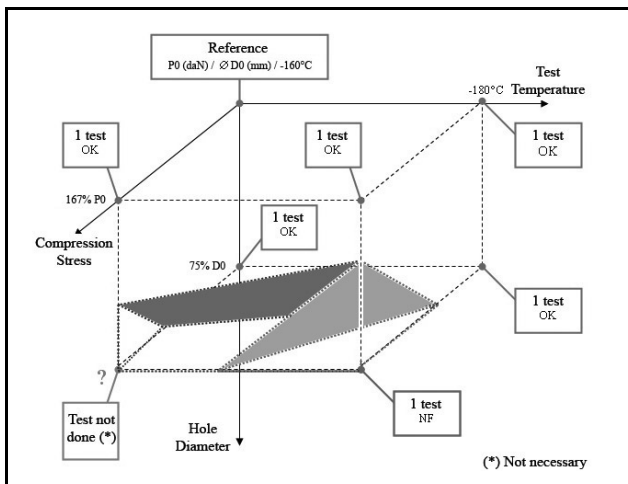 Reference
P0 (daN) / ∅ D0 (mm) / -160°C
Test
Temperature
-180°C
1 test
OK
1 test
OK
1 test
OK
167% P0
1 test
OK
Compression
Stress
75% D0
1 test
OK
?
Test not
done (*)
Hole
Diameter
1 test
NF
(*) Not necessary